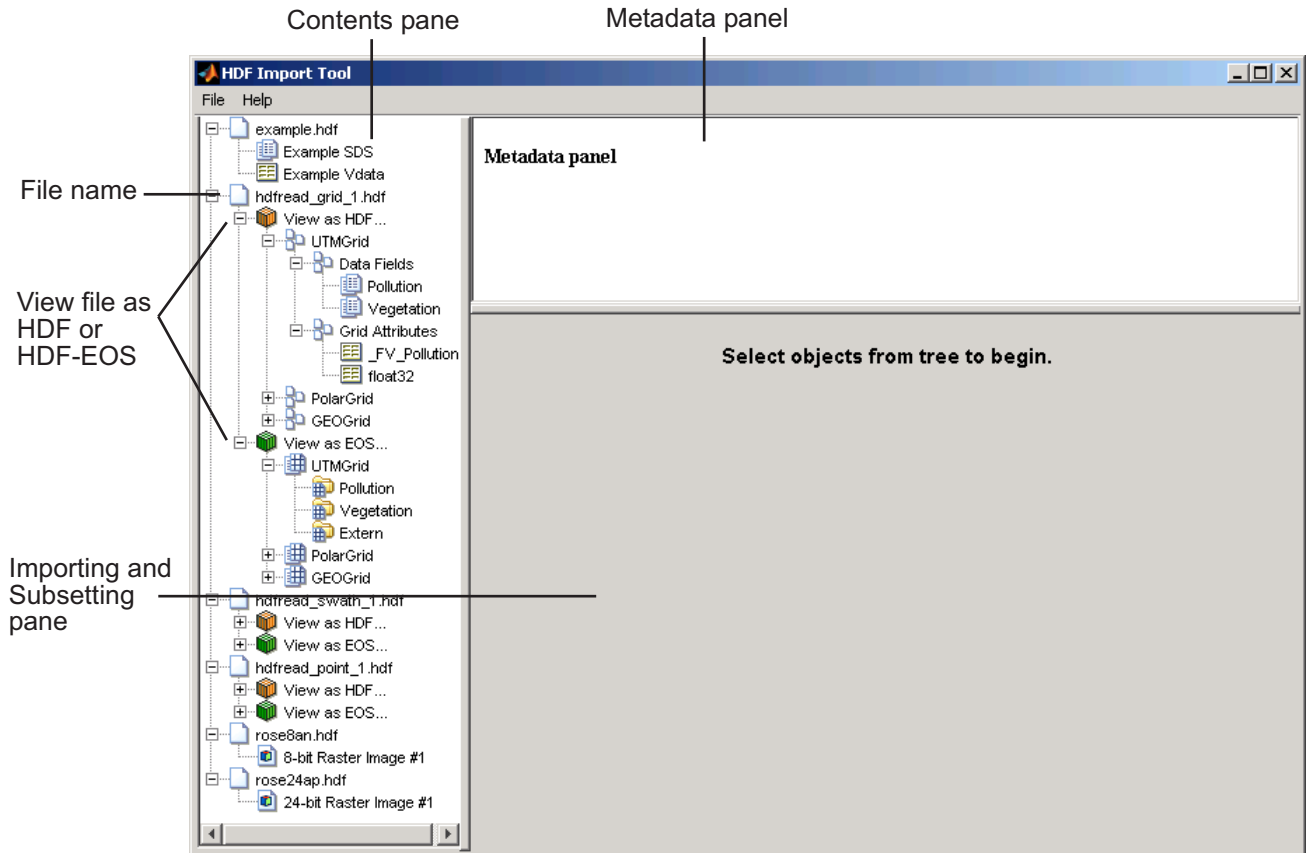 Contents pane
Metadata panel
HDF Import Tool
File Help
example.hdf
Example SDS
Example Vdata
File name
hdfread_grid_1.hdf
View as HDF...
UTMGrid
Data Fields
Pollution
Vegetation
Grid Attributes
_FV_Pollution
float32
PolarGrid
GEOGrid
View as EOS...
UTMGrid
Pollution
Vegetation
Extern
PolarGrid
GEOGrid
hdfread_swath_1.hdf
View as HDF...
View as EOS...
hdfread_point_1.hdf
View as HDF...
View as EOS...
rose8an.hdf
8-bit Raster Image #1
rose24ap.hdf
24-bit Raster Image #1
Metadata panel
Select objects from tree to begin.
View file as
HDF or
HDF-EOS
Importing and
Subsetting
pane